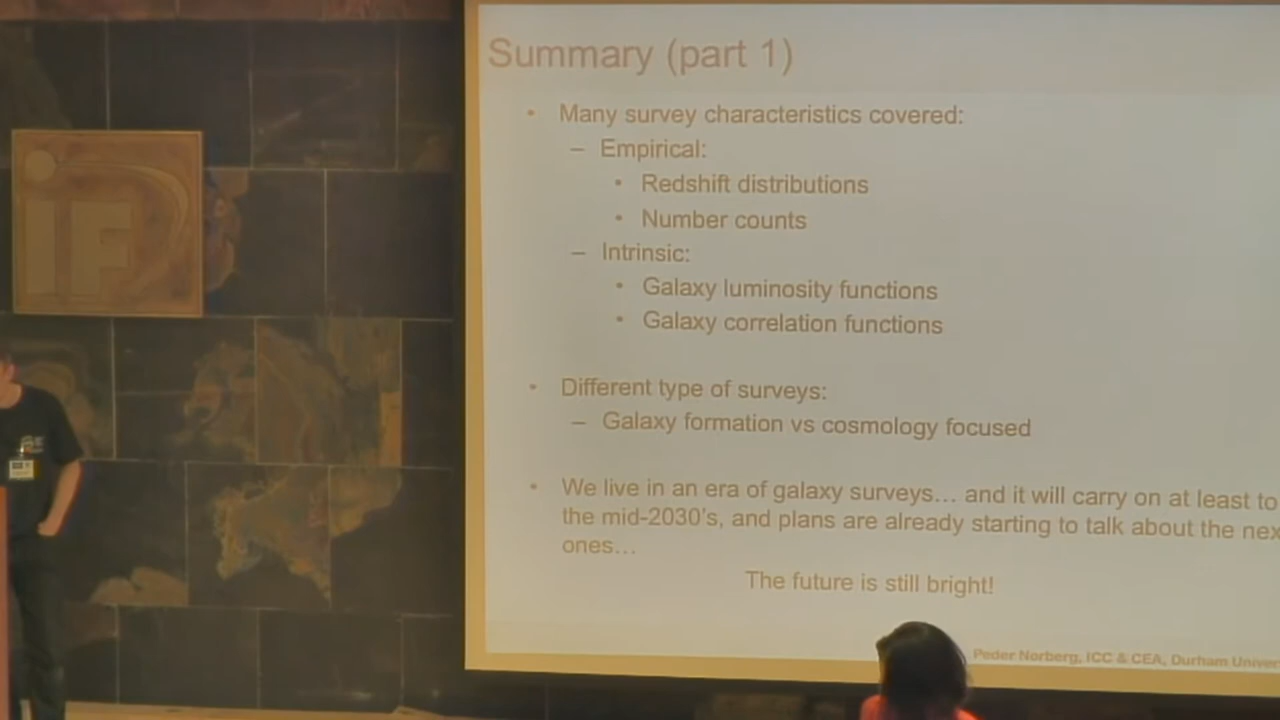 Summary (part 1)
• Many survey characteristics covered:
– Empirical:
• Redshift distributions
• Number counts
– Intrinsic:
• Galaxy luminosity functions
• Galaxy correlation functions
• Different type of surveys:
– Galaxy formation vs cosmology focused
• We live in an era of galaxy surveys... and it will carry on at least to
the mid-2030's, and plans are already starting to talk about the nex
ones...
The future is still bright!
Peder Norberg, ICC & CEA, Durham Univer
iF